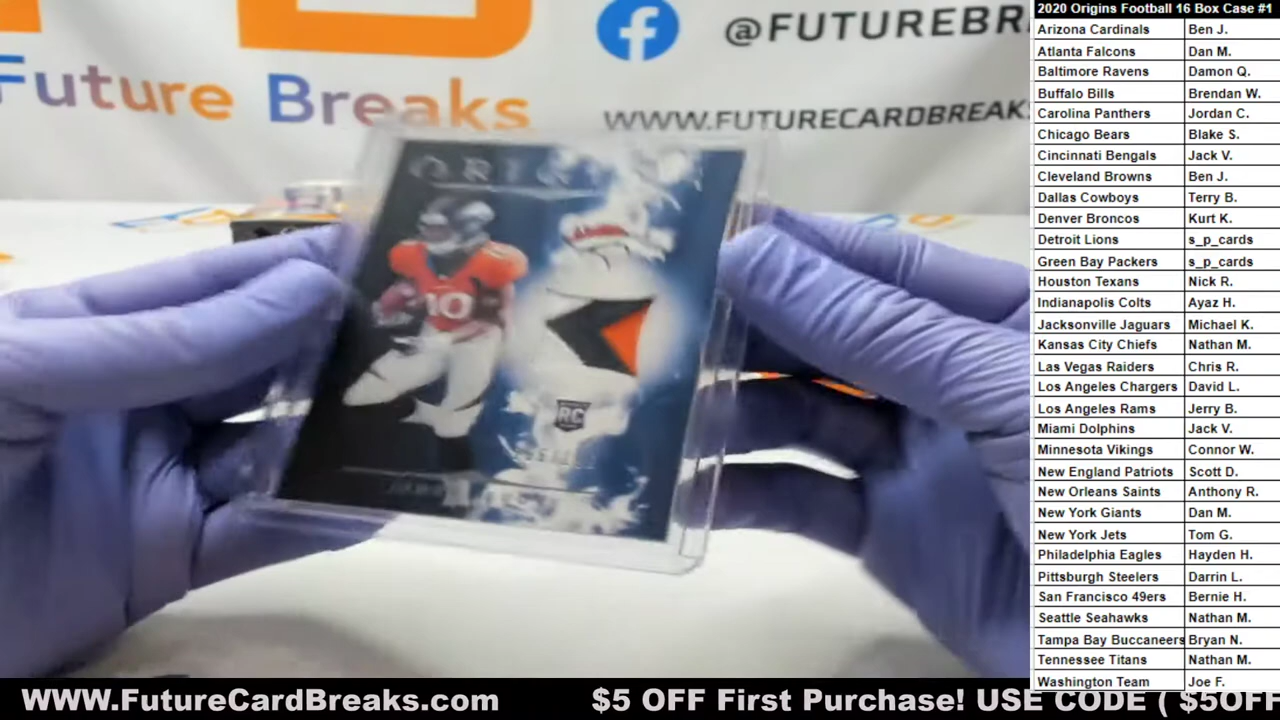 Future Breaks
@FUTUREBR
WWW.FUTURECARDBREAK
10
RC
2020 Origins Football 16 Box Case #1
Arizona Cardinals Ben J.
Atlanta Falcons Dan M.
Baltimore Ravens Damon Q.
Buffalo Bills Brendan W.
Carolina Panthers Jordan C.
Chicago Bears Blake S.
Cincinnati Bengals Jack V.
Cleveland Browns Ben J.
Dallas Cowboys Terry B.
Denver Broncos Kurt K.
Detroit Lions s_p_cards
Green Bay Packers s_p_cards
Houston Texans Nick R.
Indianapolis Colts Ayaz H.
Jacksonville Jaguars Michael K.
Kansas City Chiefs Nathan M.
Las Vegas Raiders Chris R.
Los Angeles Chargers David L.
Los Angeles Rams Jerry B.
Miami Dolphins Jack V.
Minnesota Vikings Connor W.
New England Patriots Scott D.
New Orleans Saints Anthony R.
New York Giants Dan M.
New York Jets Tom G.
Philadelphia Eagles Hayden H.
Pittsburgh Steelers Darrin L.
San Francisco 49ers Bernie H.
Seattle Seahawks Nathan M.
Tampa Bay Buccaneers Bryan N.
Tennessee Titans Nathan M.
Washington Team Joe F.
WWW.FutureCardBreaks.com $5 OFF First Purchase! USE CODE ( $5OFF